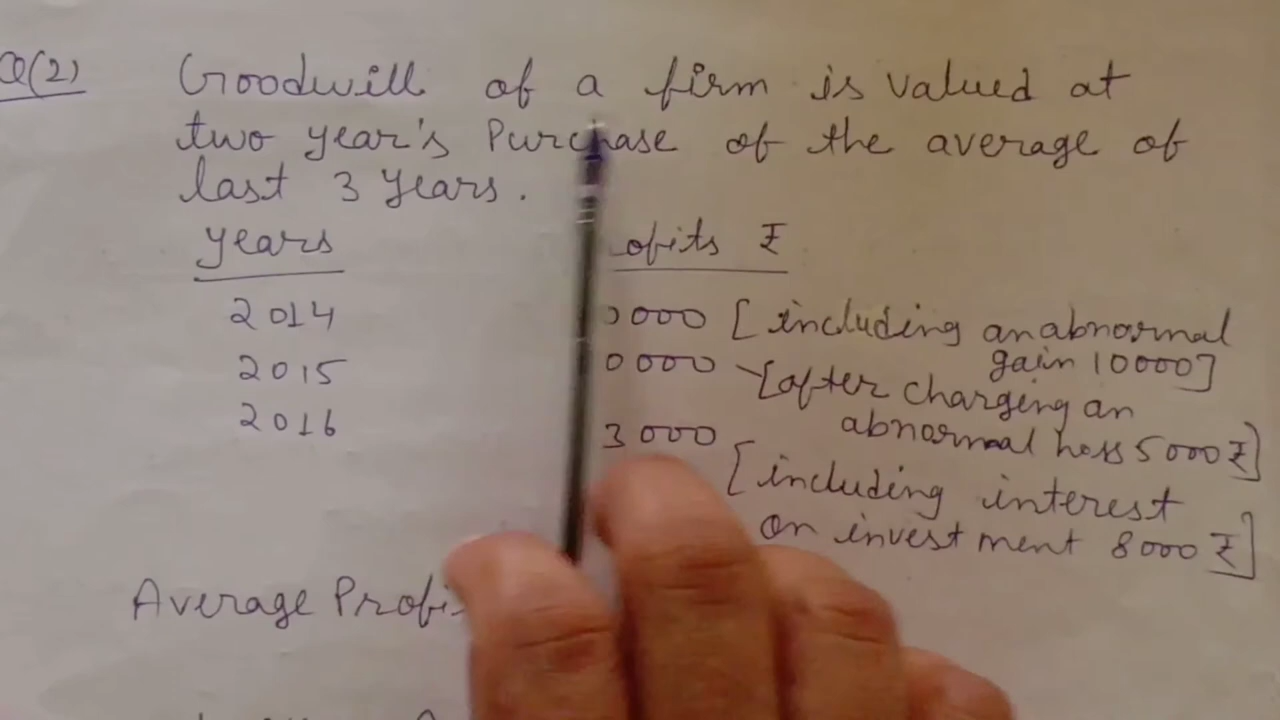 Q(2) Goodwill of a firm is valued at
two year's Purchase of the average of
last 3 years.
years ofits ₹
2014 000 [including an abnormal
gain 10000]
2015 0000 [after charging an
abnormal loss 5000 ₹]
2016 3000 [including interest
on investment 8000 ₹]
Average Profi